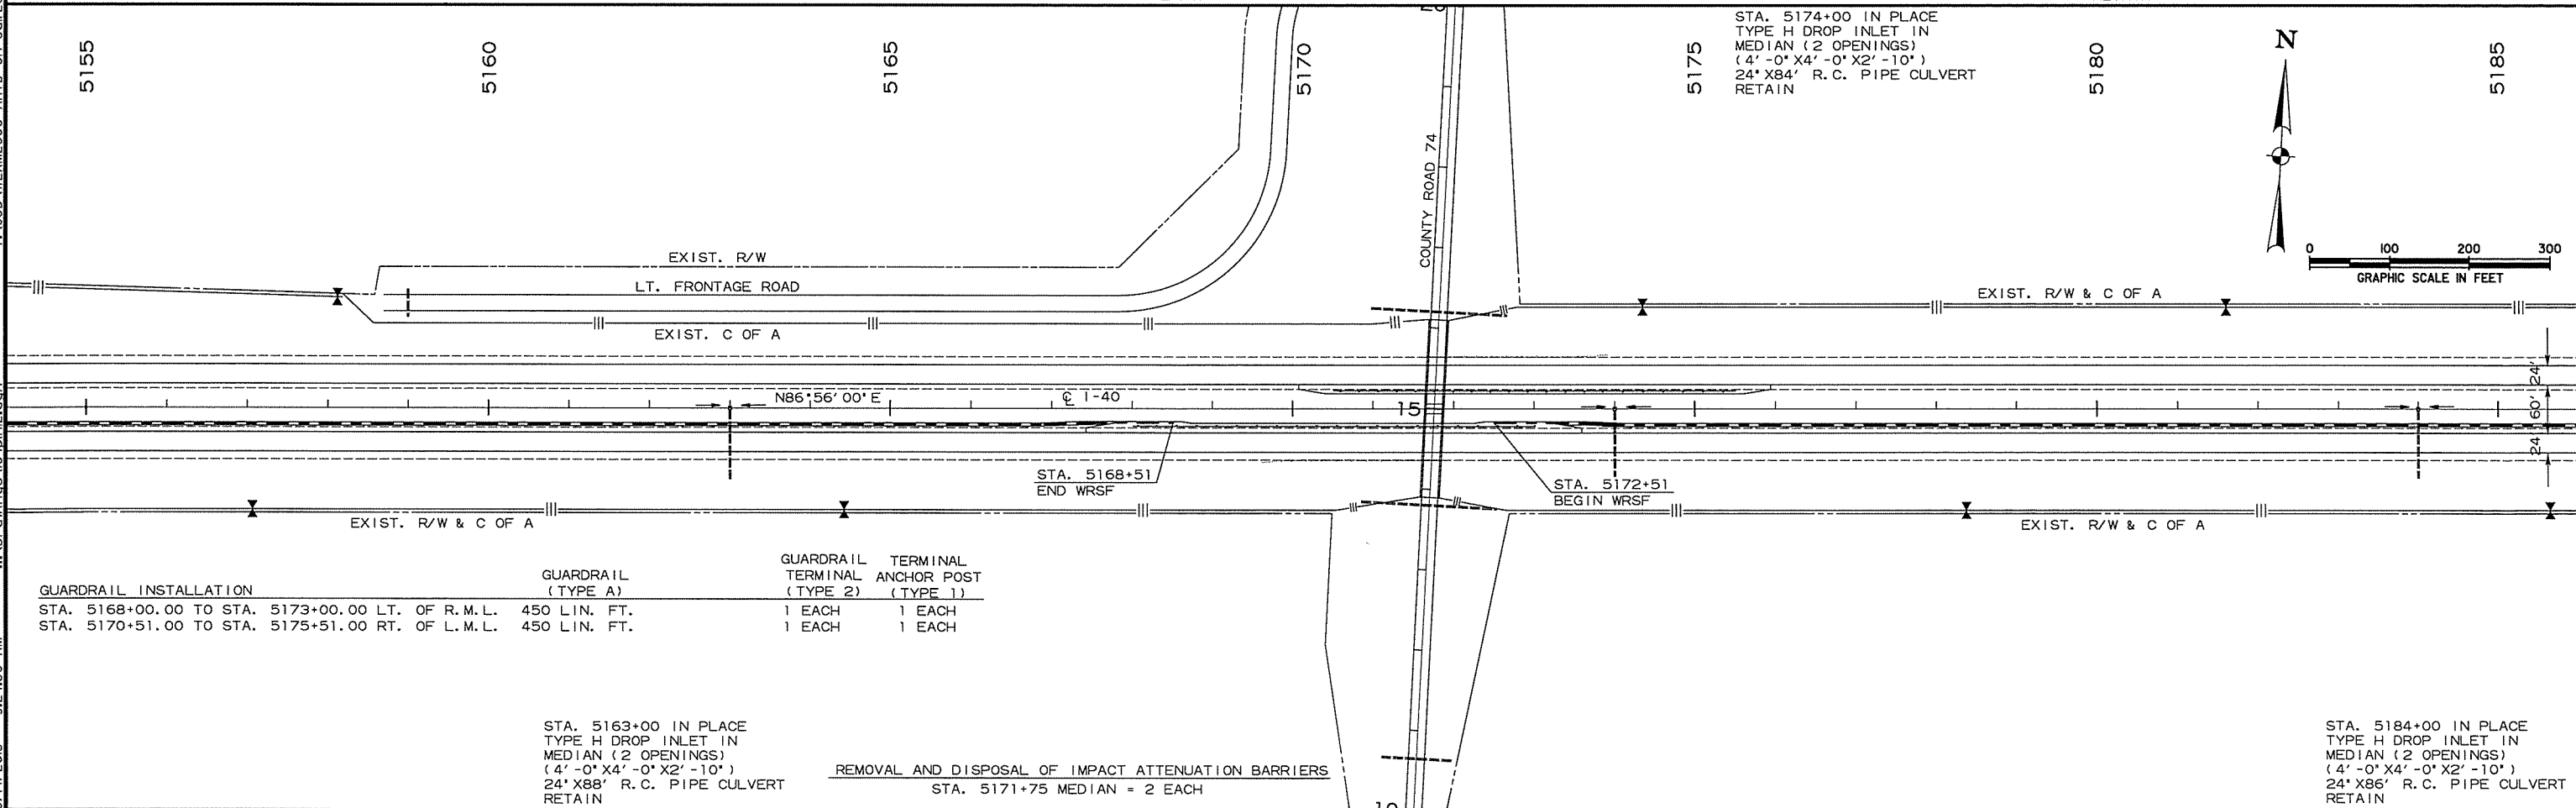 5155
5160
5165
5170
5175
5180
5185
STA. 5174+00 IN PLACE
TYPE H DROP INLET IN
MEDIAN (2 OPENINGS)
(4'-0"X4'-0"X2'-10")
24"X84' R.C. PIPE CULVERT
RETAIN
N
0 100 200 300
GRAPHIC SCALE IN FEET
COUNTY ROAD 74
EXIST. R/W
LT. FRONTAGE ROAD
EXIST. C OF A
EXIST. R/W & C OF A
N86°56'00"E
℄ I-40
15
24'
60'
24'
STA. 5168+51
END WRSF
STA. 5172+51
BEGIN WRSF
EXIST. R/W & C OF A
EXIST. R/W & C OF A
GUARDRAIL INSTALLATION GUARDRAIL (TYPE A) GUARDRAIL TERMINAL (TYPE 2) TERMINAL ANCHOR POST (TYPE 1)
STA. 5168+00.00 TO STA. 5173+00.00 LT. OF R.M.L. 450 LIN. FT. 1 EACH 1 EACH
STA. 5170+51.00 TO STA. 5175+51.00 RT. OF L.M.L. 450 LIN. FT. 1 EACH 1 EACH
STA. 5163+00 IN PLACE
TYPE H DROP INLET IN
MEDIAN (2 OPENINGS)
(4'-0"X4'-0"X2'-10")
24"X88' R.C. PIPE CULVERT
RETAIN
REMOVAL AND DISPOSAL OF IMPACT ATTENUATION BARRIERS
STA. 5171+75 MEDIAN = 2 EACH
10
STA. 5184+00 IN PLACE
TYPE H DROP INLET IN
MEDIAN (2 OPENINGS)
(4'-0"X4'-0"X2'-10")
24"X86' R.C. PIPE CULVERT
RETAIN